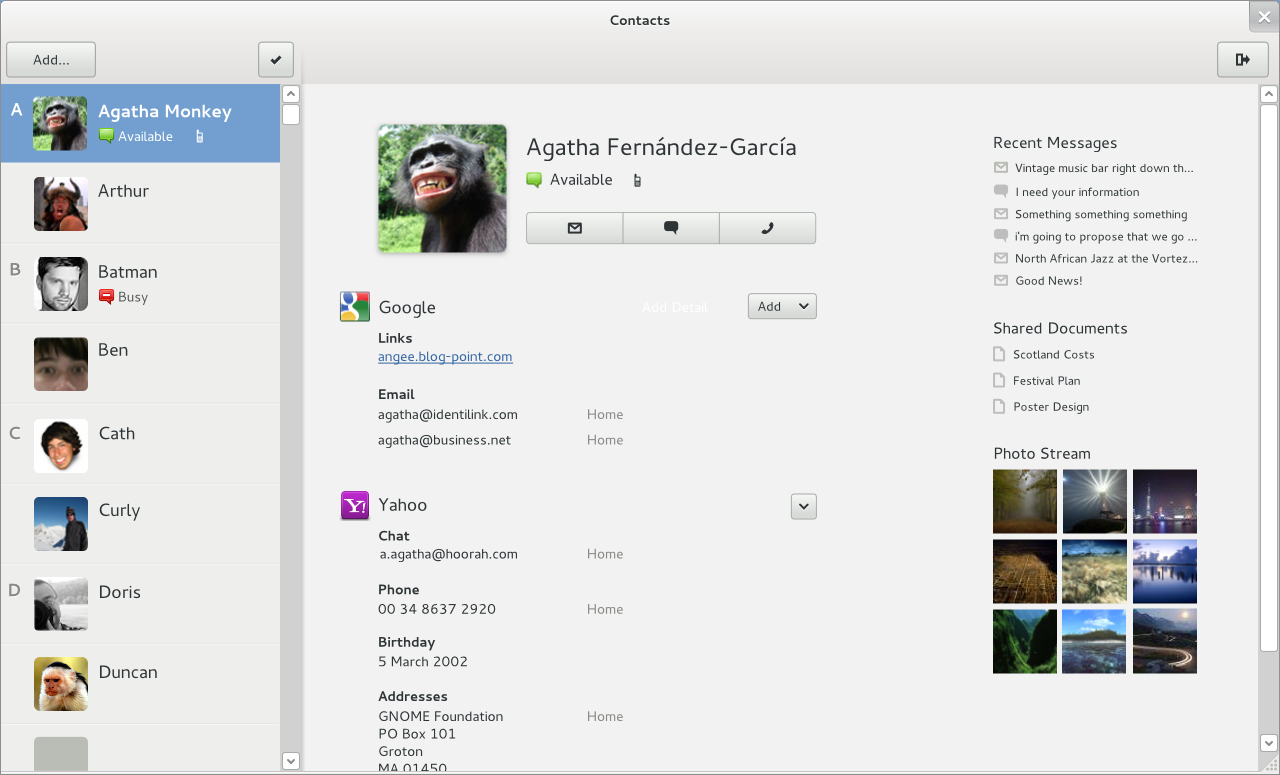 Contacts
Add...
A
Agatha Monkey
Available
Arthur
B
Batman
Busy
Ben
C
Cath
Curly
D
Doris
Duncan
Agatha Fernández-García
Available
Google
Add Detail
Add
Links
angee.blog-point.com
Email
agatha@identilink.com Home
agatha@business.net Home
Y! Yahoo
Chat
a.agatha@hoorah.com Home
Phone
00 34 8637 2920 Home
Birthday
5 March 2002
Addresses
GNOME Foundation Home
PO Box 101
Groton
MA 01450
Recent Messages
Vintage music bar right down th...
I need your information
Something something something
i'm going to propose that we go ...
North African Jazz at the Vortez...
Good News!
Shared Documents
Scotland Costs
Festival Plan
Poster Design
Photo Stream